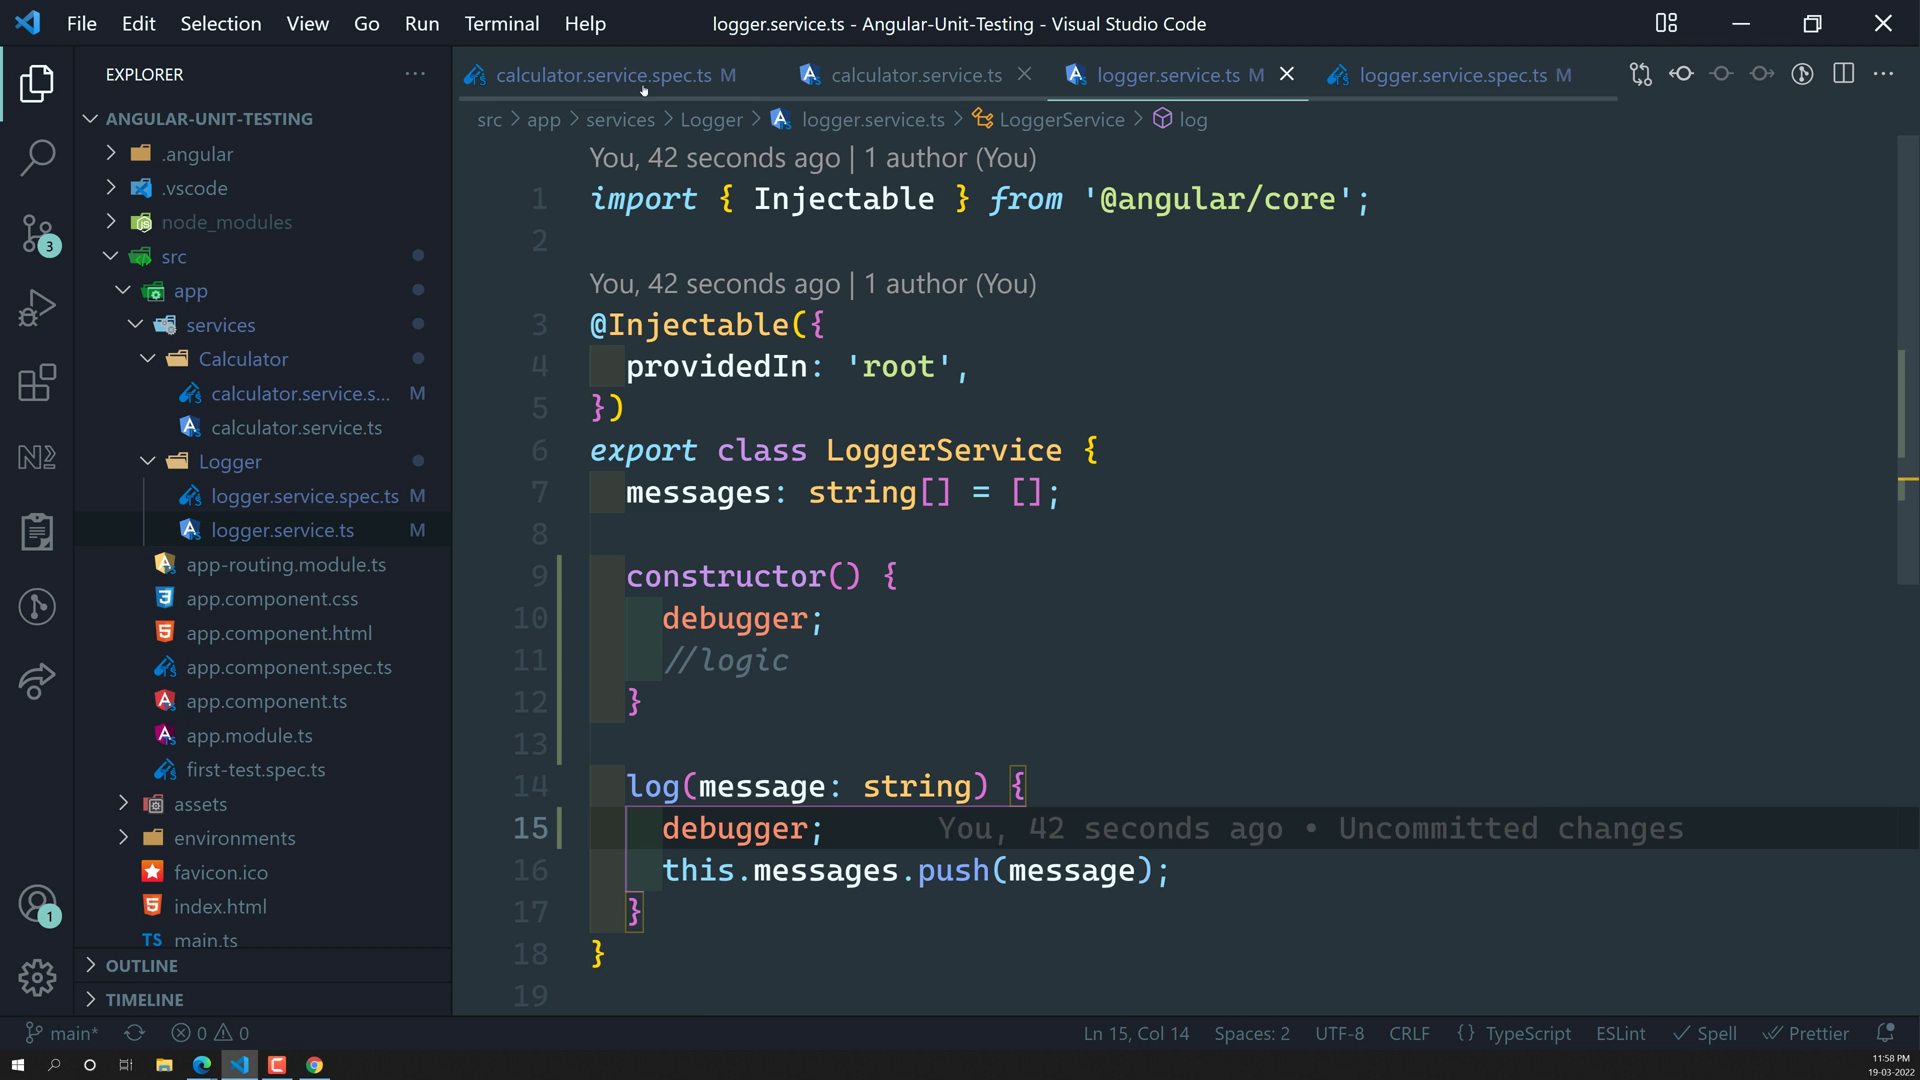 File Edit Selection View Go Run Terminal Help
logger.service.ts - Angular-Unit-Testing - Visual Studio Code
EXPLORER
ANGULAR-UNIT-TESTING
.angular
.vscode
node_modules
src
app
services
Calculator
calculator.service.s... M
calculator.service.ts
Logger
logger.service.spec.ts M
logger.service.ts M
app-routing.module.ts
app.component.css
app.component.html
app.component.spec.ts
app.component.ts
app.module.ts
first-test.spec.ts
assets
environments
favicon.ico
index.html
TS main.ts
OUTLINE
TIMELINE
3
1
calculator.service.spec.ts M
calculator.service.ts
logger.service.ts M
logger.service.spec.ts M
src > app > services > Logger > logger.service.ts > LoggerService > log
You, 42 seconds ago | 1 author (You)
1 import { Injectable } from '@angular/core';
2
You, 42 seconds ago | 1 author (You)
3 @Injectable({
4 providedIn: 'root',
5 })
6 export class LoggerService {
7 messages: string[] = [];
8
9 constructor() {
10 debugger;
11 //logic
12 }
13
14 log(message: string) {
15 debugger; You, 42 seconds ago • Uncommitted changes
16 this.messages.push(message);
17 }
18 }
19
main* 0 0
Ln 15, Col 14 Spaces: 2 UTF-8 CRLF {} TypeScript ESLint Spell Prettier
11:58 PM
19-03-2022